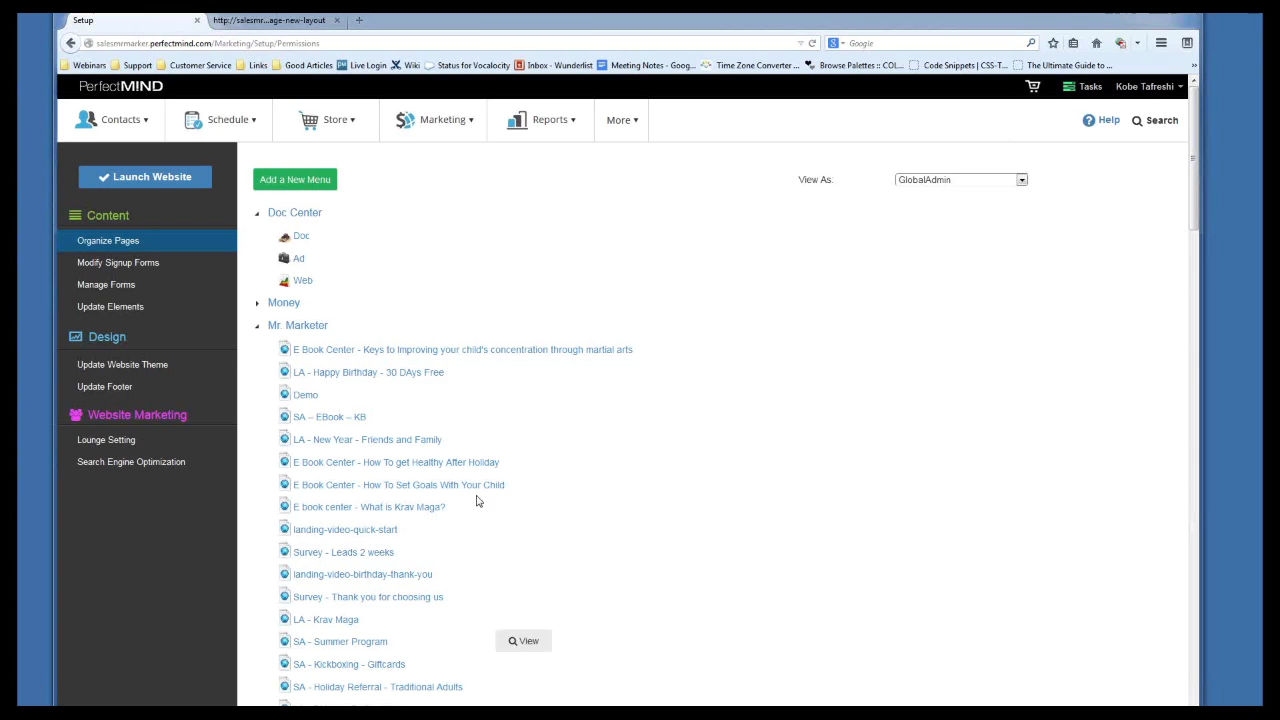 Setup
http://salesmr...age-new-layout
salesmrmarker.perfectmind.com/Marketing/Setup/Permissions
Google
Webinars Support Customer Service Links Good Articles Live Login Wiki Status for Vocalocity Inbox - Wunderlist Meeting Notes - Goog... Time Zone Converter ... Browse Palettes :: COL... Code Snippets | CSS-T... The Ultimate Guide to ...
PerfectMIND
Tasks
Kobe Tafreshi
Contacts
Schedule
Store
Marketing
Reports
More
Help
Search
Launch Website
Add a New Menu
View As:
GlobalAdmin
Content
Organize Pages
Modify Signup Forms
Manage Forms
Update Elements
Design
Update Website Theme
Update Footer
Website Marketing
Lounge Setting
Search Engine Optimization
Doc Center
Doc
Ad
Web
Money
Mr. Marketer
E Book Center - Keys to Improving your child's concentration through martial arts
LA - Happy Birthday - 30 DAys Free
Demo
SA – EBook – KB
LA - New Year - Friends and Family
E Book Center - How To get Healthy After Holiday
E Book Center - How To Set Goals With Your Child
E book center - What is Krav Maga?
landing-video-quick-start
Survey - Leads 2 weeks
landing-video-birthday-thank-you
Survey - Thank you for choosing us
LA - Krav Maga
SA - Summer Program
View
SA - Kickboxing - Giftcards
SA - Holiday Referral - Traditional Adults